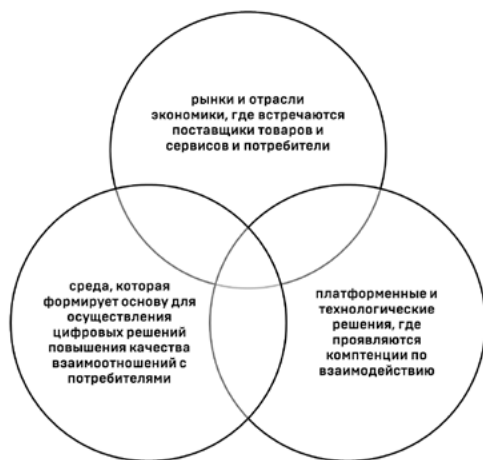 рынки и отрасли
экономики, где встречаются
поставщики товаров и
сервисов и потребители
среда, которая
формирует основу для
осуществления
цифровых решений
повышения качества
взаимоотношений с
потребителями
платформенные и
технологические
решения, где
проявляются
комптенции по
взаимодействию